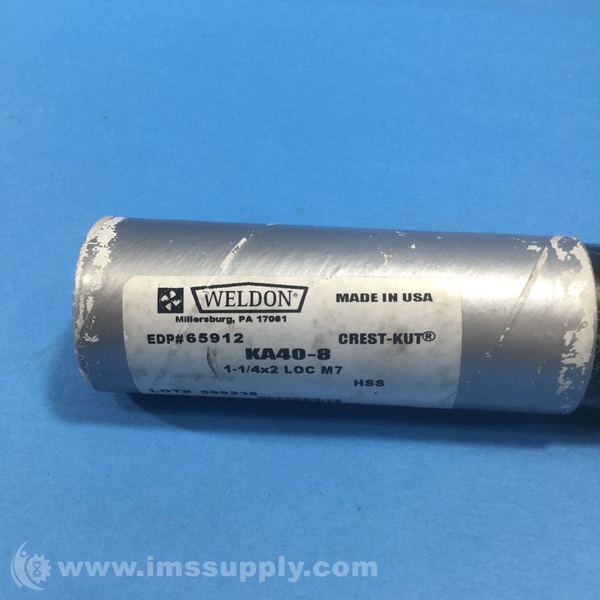 WELDON®
MADE IN USA
Millersburg, PA 17061
EDP#65912
CREST-KUT®
KA40-8
1-1/4x2 LOC M7
HSS
LOT#
www.imssupply.com